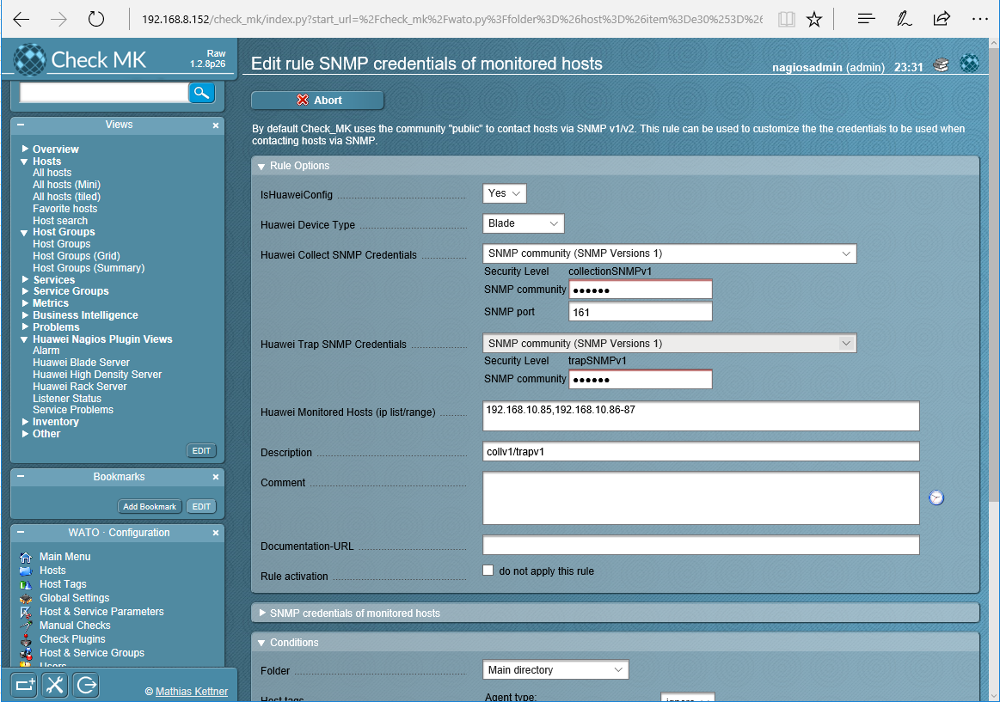 192.168.8.152/check_mk/index.py?start_url=%2Fcheck_mk%2Fwato.py%3Ffolder%3D%26host%3D%26item%3De30%253D%26
Check MK
Raw
1.2.8p26
Edit rule SNMP credentials of monitored hosts
nagiosadmin (admin) 23:31
Abort
By default Check_MK uses the community "public" to contact hosts via SNMP v1/v2. This rule can be used to customize the the credentials to be used when
contacting hosts via SNMP.
Views
Overview
Hosts
All hosts
All hosts (Mini)
All hosts (tiled)
Favorite hosts
Host search
Host Groups
Host Groups
Host Groups (Grid)
Host Groups (Summary)
Services
Service Groups
Metrics
Business Intelligence
Problems
Huawei Nagios Plugin Views
Alarm
Huawei Blade Server
Huawei High Density Server
Huawei Rack Server
Listener Status
Service Problems
Inventory
Other
EDIT
Bookmarks
Add Bookmark EDIT
WATO · Configuration
Main Menu
Hosts
Host Tags
Global Settings
Host & Service Parameters
Manual Checks
Check Plugins
Host & Service Groups
Users
© Mathias Kettner
Rule Options
IsHuaweiConfig Yes
Huawei Device Type Blade
Huawei Collect SNMP Credentials SNMP community (SNMP Versions 1)
Security Level collectionSNMPv1
SNMP community ●●●●●●
SNMP port 161
Huawei Trap SNMP Credentials SNMP community (SNMP Versions 1)
Security Level trapSNMPv1
SNMP community ●●●●●●
Huawei Monitored Hosts (ip list/range) 192.168.10.85,192.168.10.86-87
Description collv1/trapv1
Comment
Documentation-URL
Rule activation do not apply this rule
SNMP credentials of monitored hosts
Conditions
Folder Main directory
Host tags Agent type: ignore